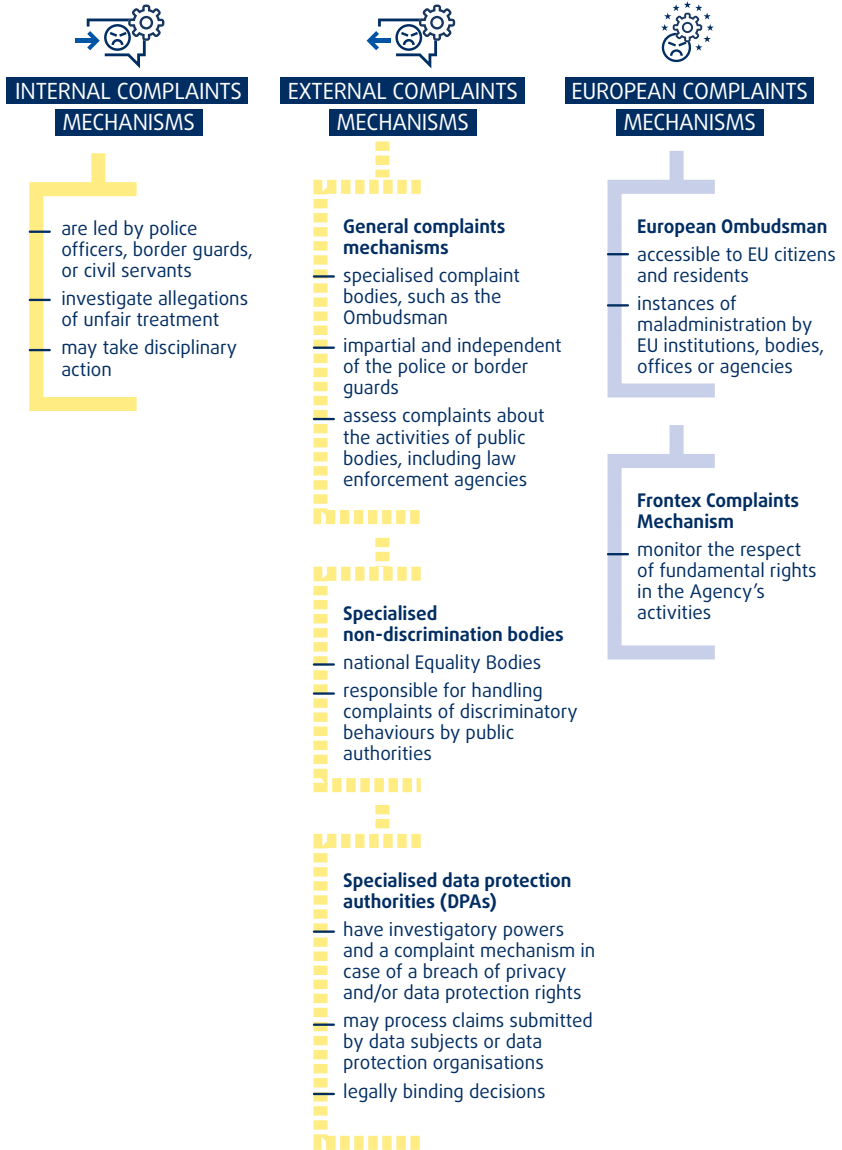 INTERNAL COMPLAINTS
MECHANISMS
are led by police
officers, border guards,
or civil servants
investigate allegations
of unfair treatment
may take disciplinary
action
EXTERNAL COMPLAINTS
MECHANISMS
General complaints
mechanisms
specialised complaint
bodies, such as the
Ombudsman
impartial and independent
of the police or border
guards
assess complaints about
the activities of public
bodies, including law
enforcement agencies
Specialised
non-discrimination bodies
national Equality Bodies
responsible for handling
complaints of discriminatory
behaviours by public
authorities
Specialised data protection
authorities (DPAs)
have investigatory powers
and a complaint mechanism in
case of a breach of privacy
and/or data protection rights
may process claims submitted
by data subjects or data
protection organisations
legally binding decisions
EUROPEAN COMPLAINTS
MECHANISMS
European Ombudsman
accessible to EU citizens
and residents
instances of
maladministration by
EU institutions, bodies,
offices or agencies
Frontex Complaints
Mechanism
monitor the respect
of fundamental rights
in the Agency’s
activities